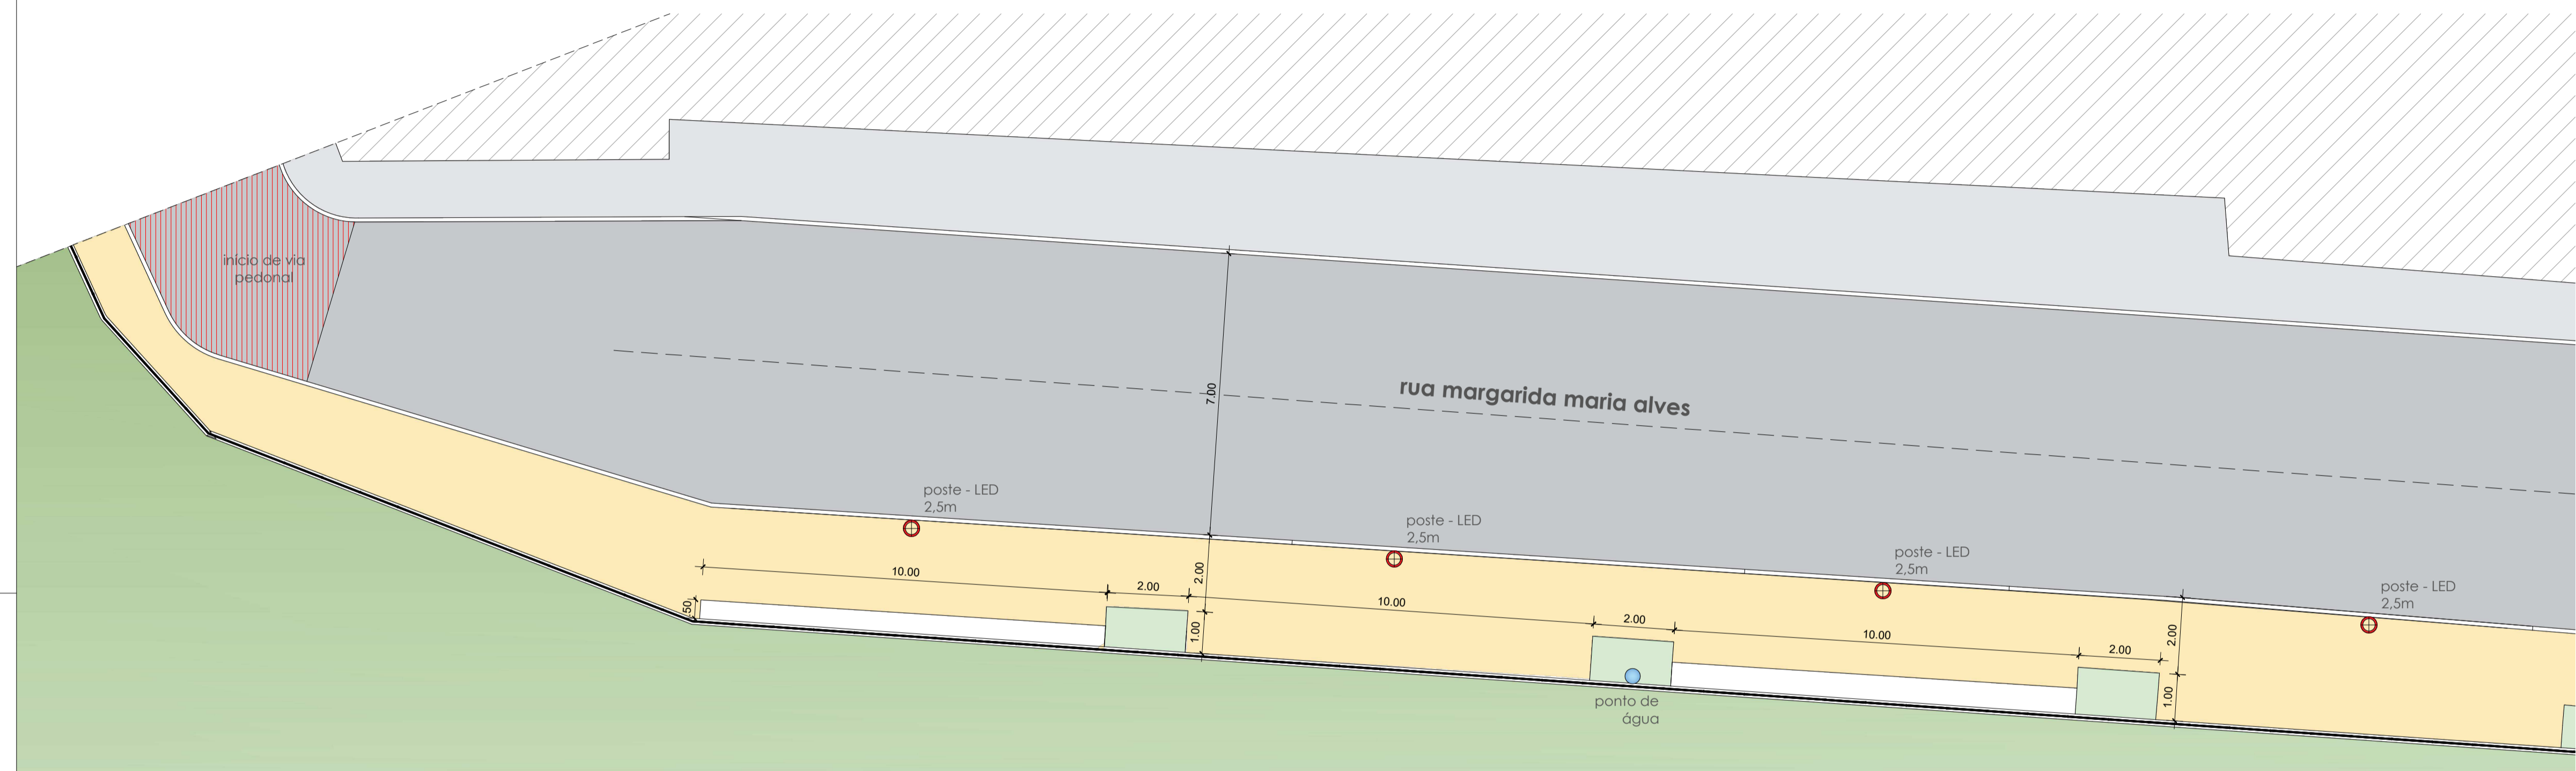 início de via
pedonal
7.00
rua margarida maria alves
poste - LED
2,5m
poste - LED
2,5m
poste - LED
2,5m
poste - LED
2,5m
10.00
2.00
2.00
10.00
2.00
10.00
2.00
2.00
.50
1.00
1.00
ponto de
água